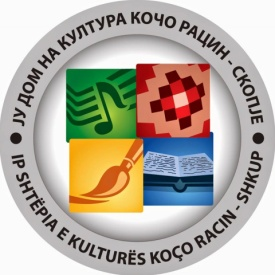 ЈУ ДОМ НА КУЛТУРА КОЧО РАЦИН - СКОПЈЕ
IP SHTËPIA E KULTURËS KOÇO RACIN - SHKUP